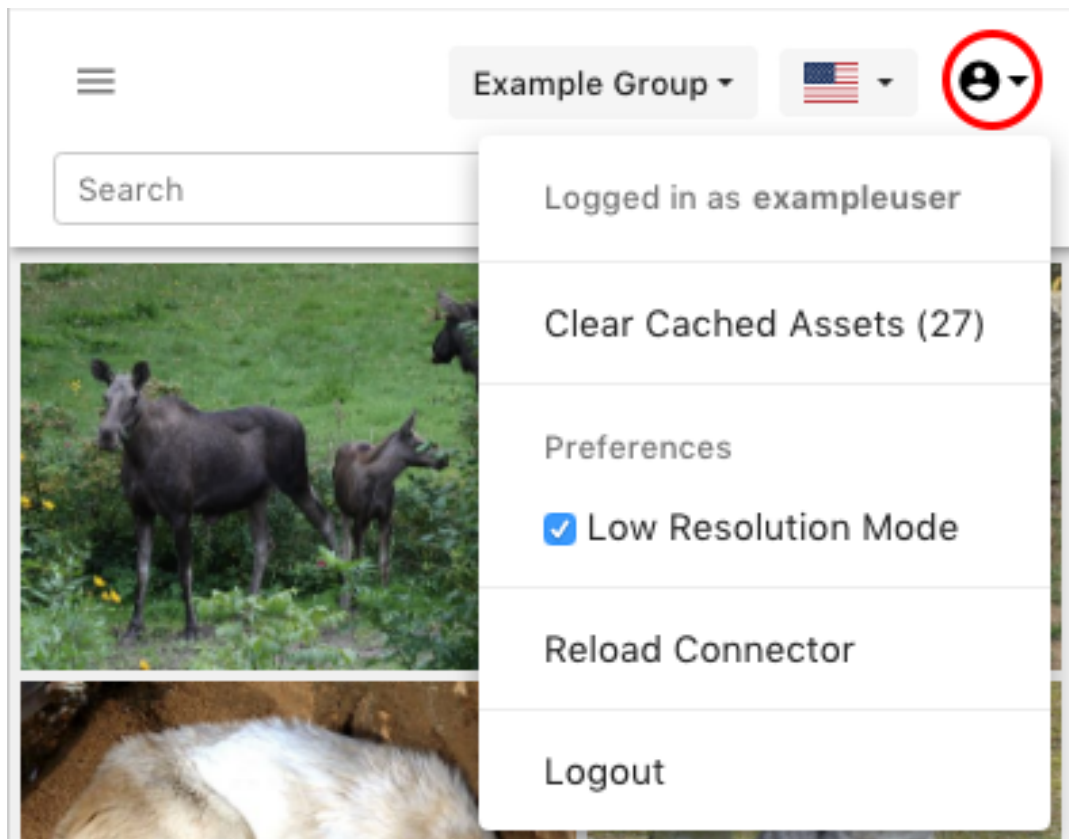 Example Group
Search
Logged in as exampleuser
Clear Cached Assets (27)
Preferences
Low Resolution Mode
Reload Connector
Logout